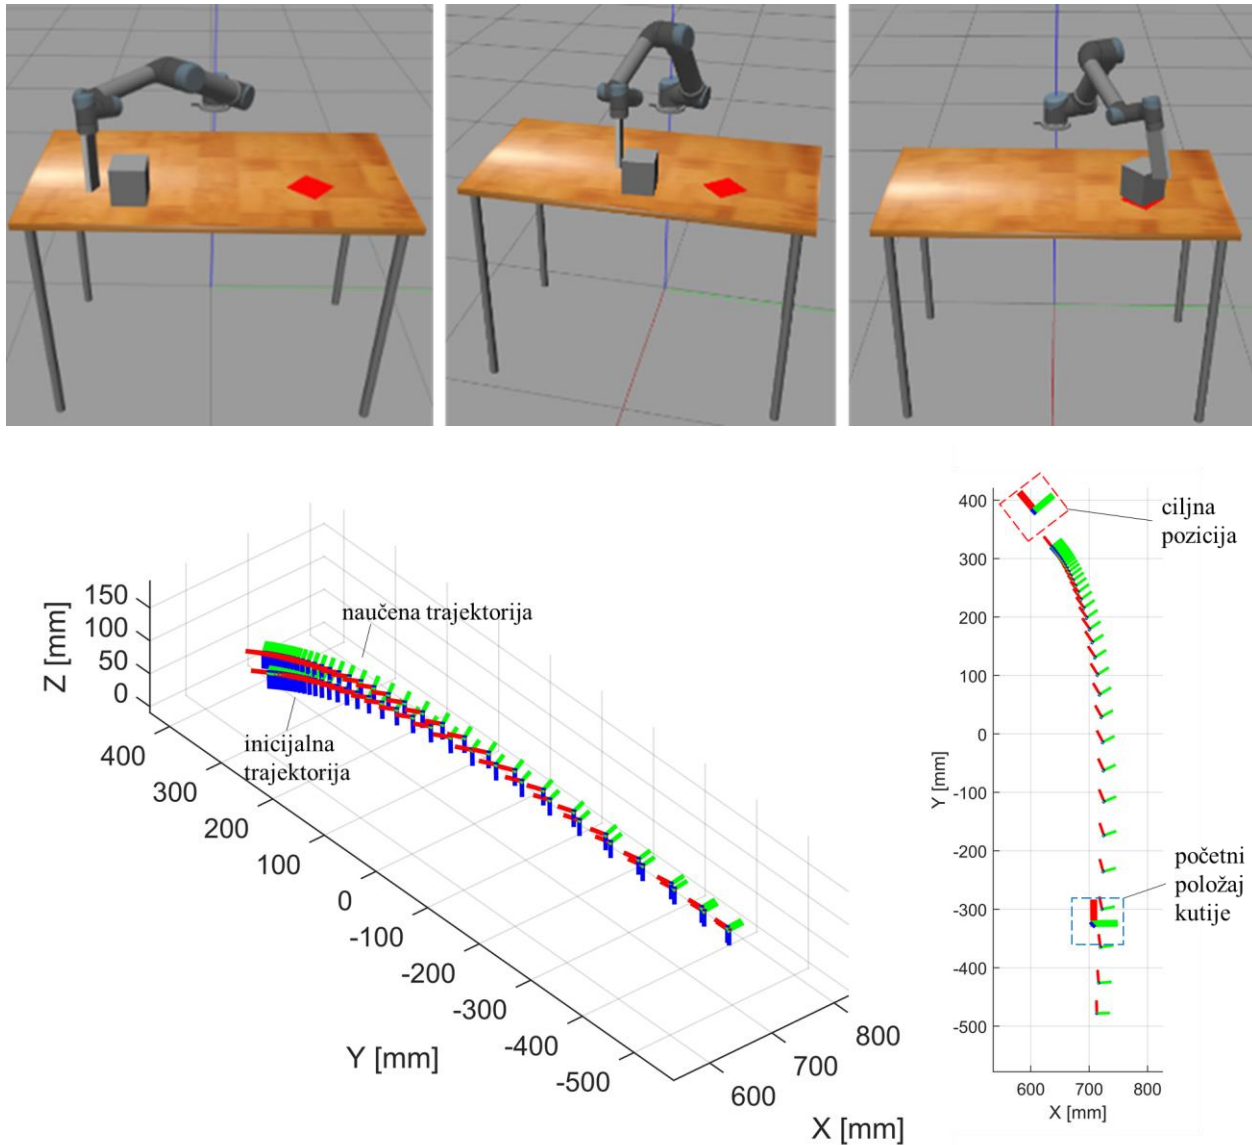 Z [mm]
150
100
50
0
400
300
200
100
0
-100
-200
-300
-400
-500
Y [mm]
600
700
800
X [mm]
naučena trajektorija
inicijalna
trajektorija
400
300
200
100
0
-100
-200
-300
-400
-500
Y [mm]
600
700
800
X [mm]
ciljna
pozicija
početni
položaj
kutije